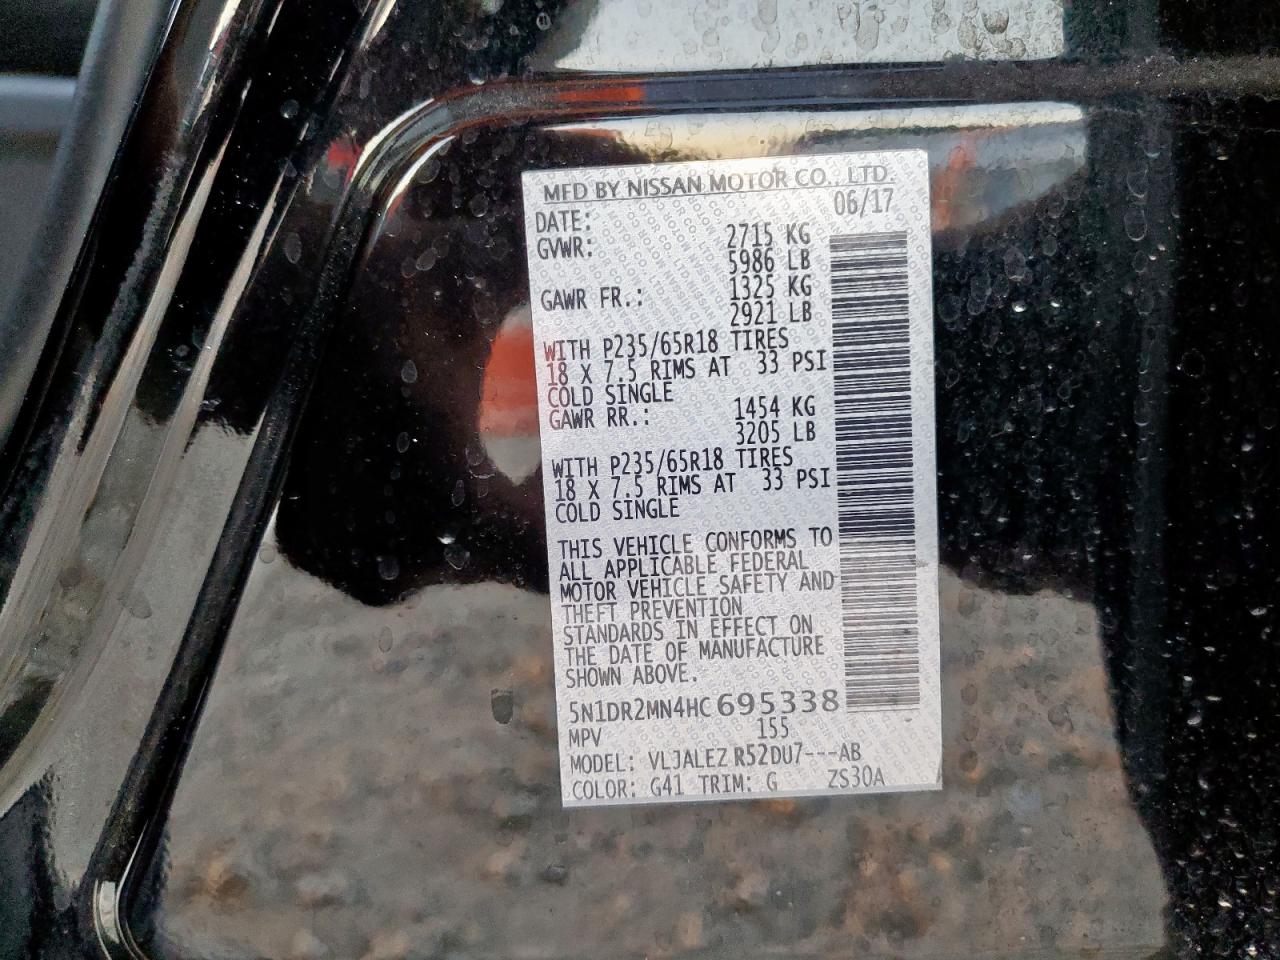 MFD BY NISSAN MOTOR CO., LTD.
DATE: 06/17
GVWR: 2715 KG
5986 LB
GAWR FR.: 1325 KG
2921 LB
WITH P235/65R18 TIRES
18 X 7.5 RIMS AT 33 PSI
COLD SINGLE
GAWR RR.: 1454 KG
3205 LB
WITH P235/65R18 TIRES
18 X 7.5 RIMS AT 33 PSI
COLD SINGLE
THIS VEHICLE CONFORMS TO
ALL APPLICABLE FEDERAL
MOTOR VEHICLE SAFETY AND
THEFT PREVENTION
STANDARDS IN EFFECT ON
THE DATE OF MANUFACTURE
SHOWN ABOVE.
5N1DR2MN4HC 695338
MPV 155
MODEL: VLJALEZ R52DU7---AB
COLOR: G41 TRIM: G ZS30A